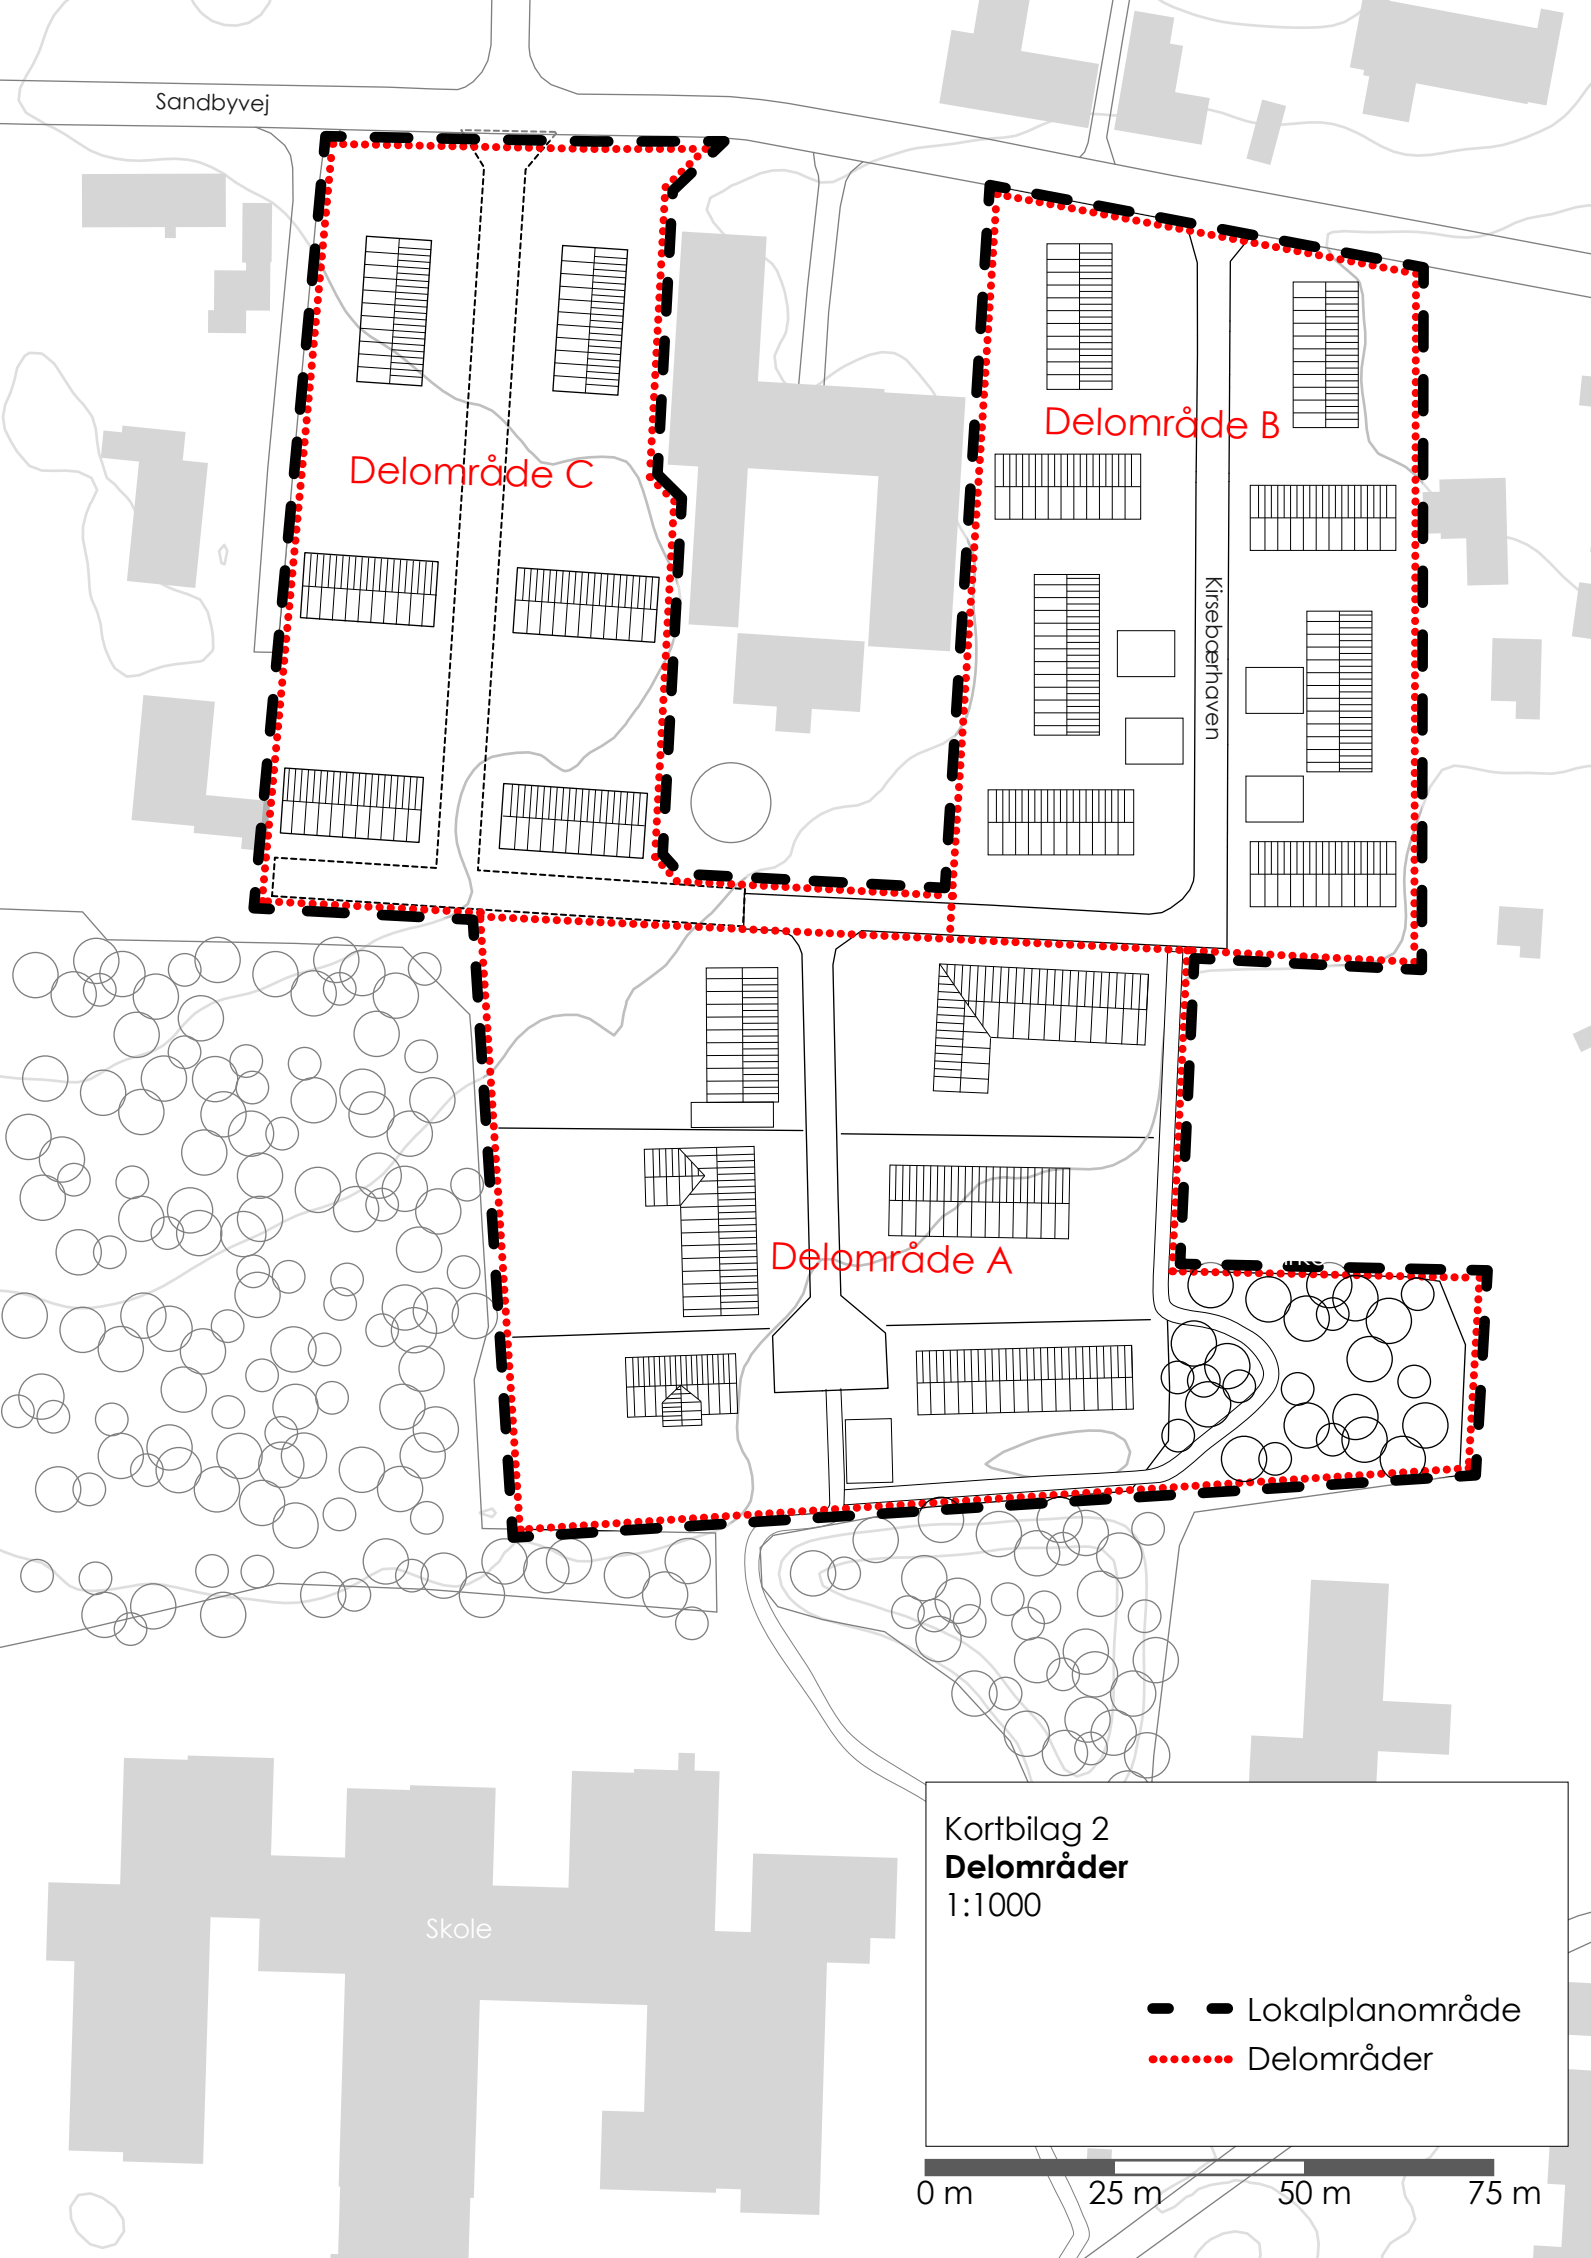 Sandbyvej
Delområde B
Delområde C
Kirsebærhaven
Delområde A
Kortbilag 2
Delområder
1:1000
Skole
Lokalplanområde
Delområder
0 m 25 m 50 m 75 m